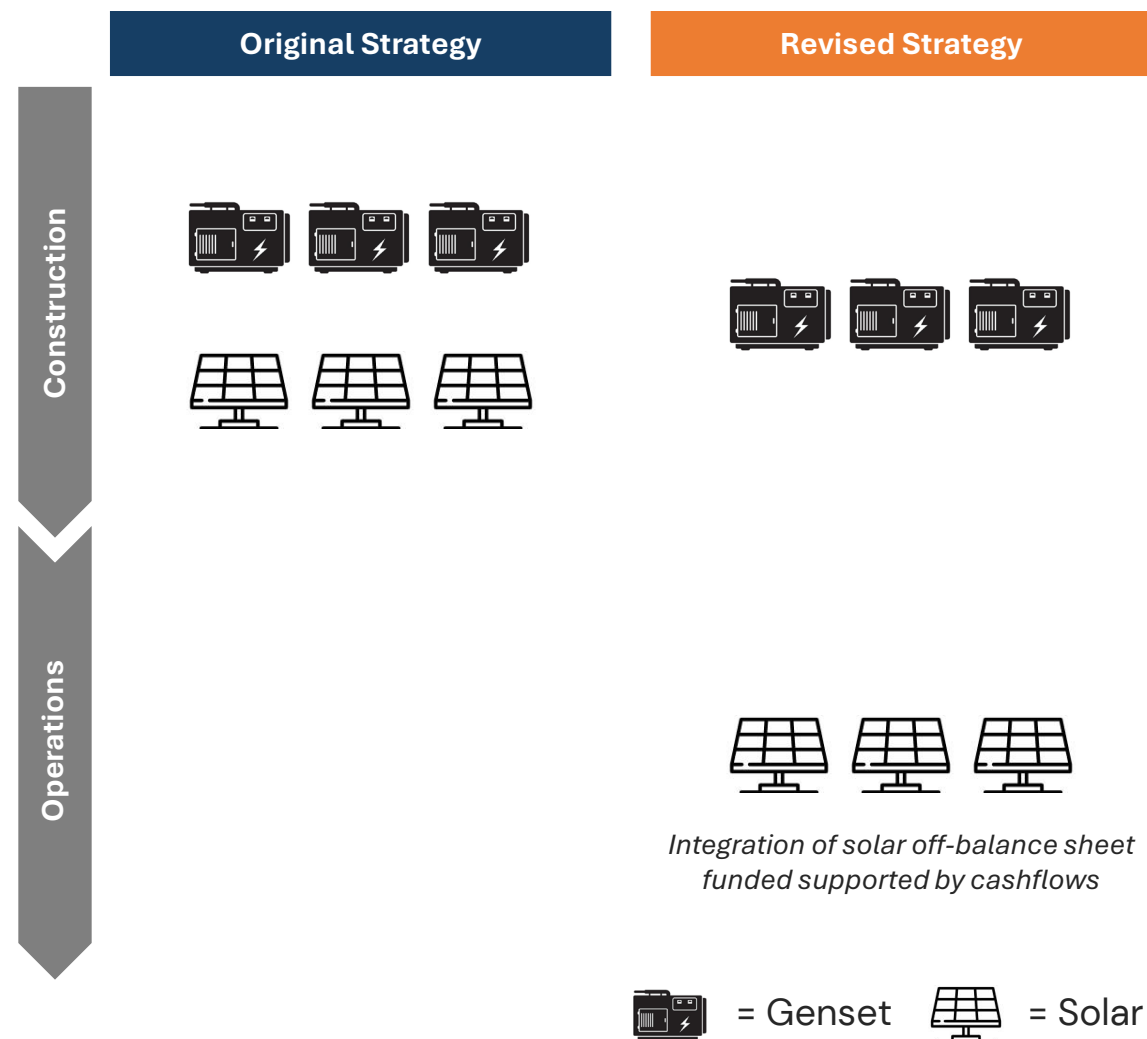 Original Strategy
Revised Strategy
Construction
Operations
Integration of solar off-balance sheet
funded supported by cashflows
= Genset
= Solar